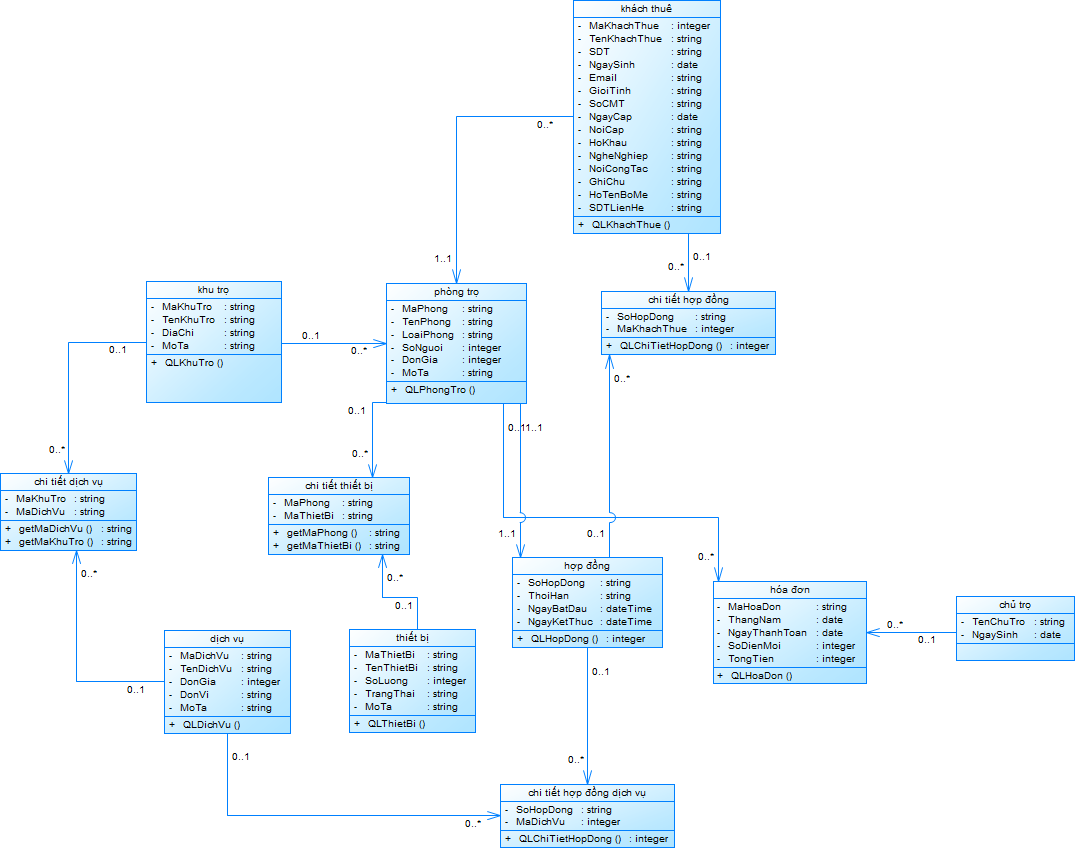 khách thuê
- MaKhachThue : integer
- TenKhachThue : string
- SDT : string
- NgaySinh : date
- Email : string
- GioiTinh : string
- SoCMT : string
- NgayCap : date
- NoiCap : string
- HoKhau : string
- NgheNghiep : string
- NoiCongTac : string
- GhiChu : string
- HoTenBoMe : string
- SDTLienHe : string
+ QLKhachThue ()
0..*
1..1
0..1
0..*
khu trọ
- MaKhuTro : string
- TenKhuTro : string
- DiaChi : string
- MoTa : string
+ QLKhuTro ()
0..1
0..*
0..1
0..*
phòng trọ
- MaPhong : string
- TenPhong : string
- LoaiPhong : string
- SoNguoi : integer
- DonGia : integer
- MoTa : string
+ QLPhongTro ()
chi tiết hợp đồng
- SoHopDong : string
- MaKhachThue : integer
+ QLChiTietHopDong () : integer
0..*
0..1
0..*
0..11..1
1..1
0..1
0..*
chi tiết dịch vụ
- MaKhuTro : string
- MaDichVu : string
+ getMaDichVu () : string
+ getMaKhuTro () : string
0..*
0..1
chi tiết thiết bị
- MaPhong : string
- MaThietBi : string
+ getMaPhong () : string
+ getMaThietBi () : string
0..*
0..1
hợp đồng
- SoHopDong : string
- ThoiHan : string
- NgayBatDau : dateTime
- NgayKetThuc : dateTime
+ QLHopDong () : integer
0..1
0..*
hóa đơn
- MaHoaDon : string
- ThangNam : date
- NgayThanhToan : date
- SoDienMoi : integer
- TongTien : integer
+ QLHoaDon ()
0..*
0..1
chủ trọ
- TenChuTro : string
- NgaySinh : date
dịch vụ
- MaDichVu : string
- TenDichVu : string
- DonGia : integer
- DonVi : string
- MoTa : string
+ QLDichVu ()
0..1
0..*
thiết bị
- MaThietBi : string
- TenThietBi : string
- SoLuong : integer
- TrangThai : string
- MoTa : string
+ QLThietBi ()
chi tiết hợp đồng dịch vụ
- SoHopDong : string
- MaDichVu : integer
+ QLChiTietHopDong () : integer